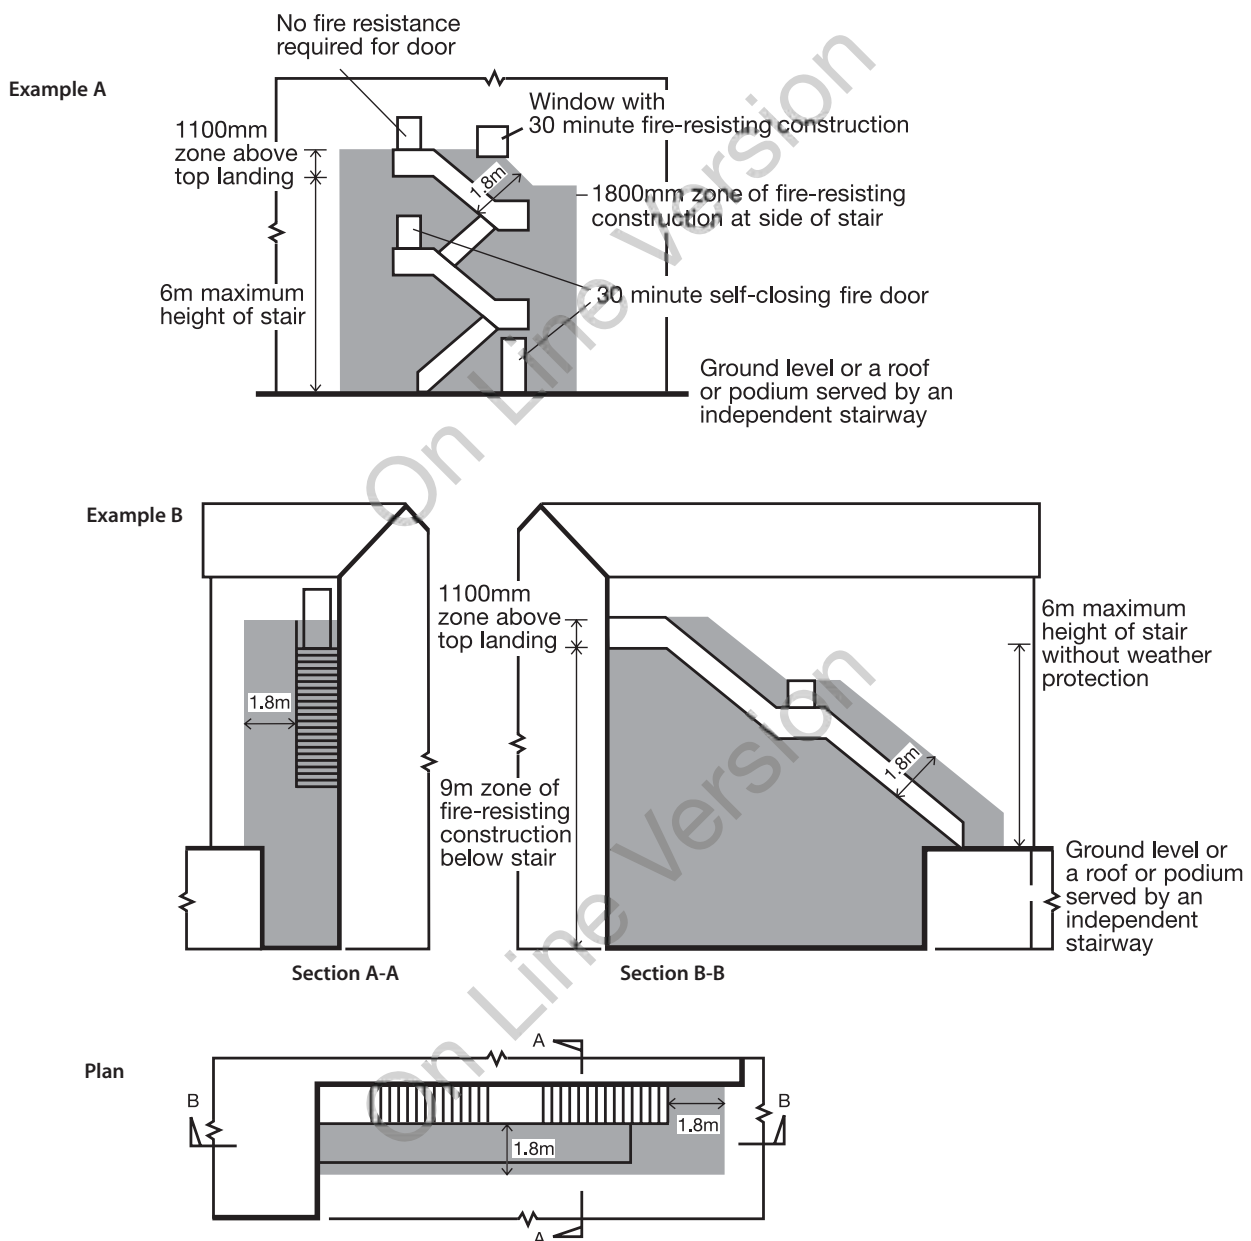 No fire resistance
required for door
Example A
Window with
30 minute fire-resisting construction
1100mm
zone above
top landing
1.8m
1800mm zone of fire-resisting
construction at side of stair
6m maximum
height of stair
30 minute self-closing fire door
Ground level or a roof
or podium served by an
independent stairway
On Line Version
Example B
1100mm
zone above
top landing
6m maximum
height of stair
without weather
protection
1.8m
1.8m
9m zone of
fire-resisting
construction
below stair
Ground level or
a roof or podium
served by an
independent
stairway
Section A-A
Section B-B
On Line Version
Plan
A
B
B
1.8m
1.8m
A